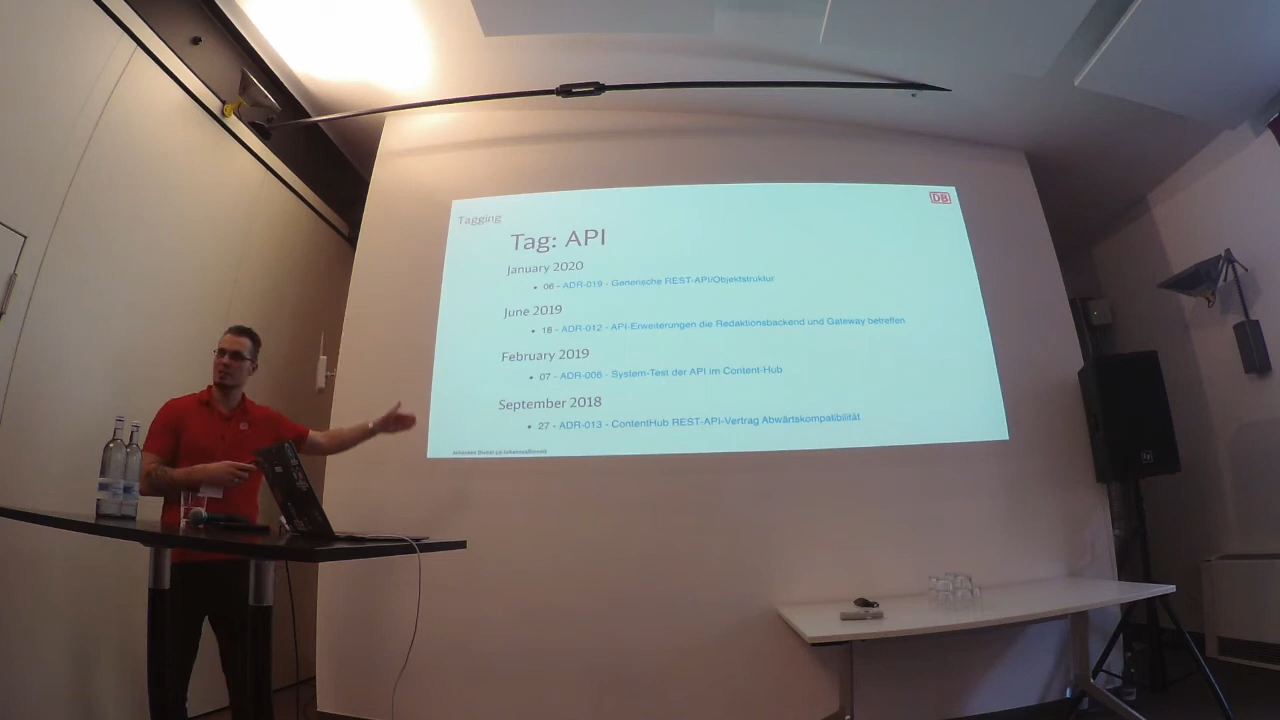 Tagging
DB
Tag: API
January 2020
• 06 - ADR-019 - Generische REST-API/Objektstruktur
June 2019
• 18 - ADR-012 - API-Erweiterungen die Redaktionsbackend und Gateway betreffen
February 2019
• 07 - ADR-006 - System-Test der API im Content-Hub
September 2018
• 27 - ADR-013 - ContentHub REST-API-Vertrag Abwärtskompatibilität